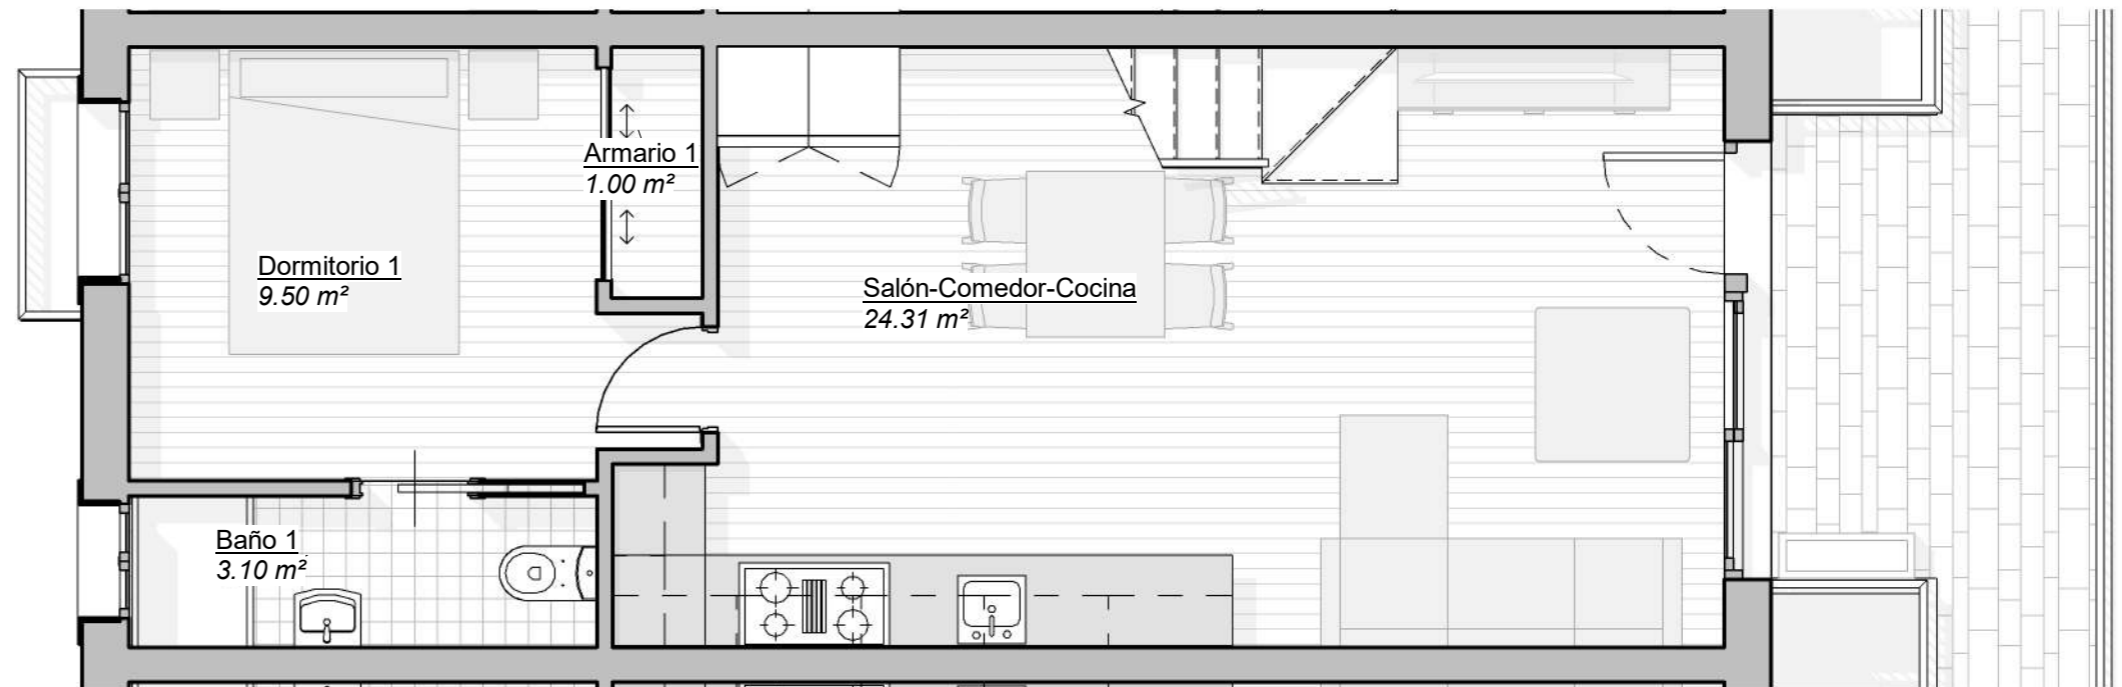 Armario 1
1.00 m²
Dormitorio 1
9.50 m²
Salón-Comedor-Cocina
24.31 m²
Baño 1
3.10 m²